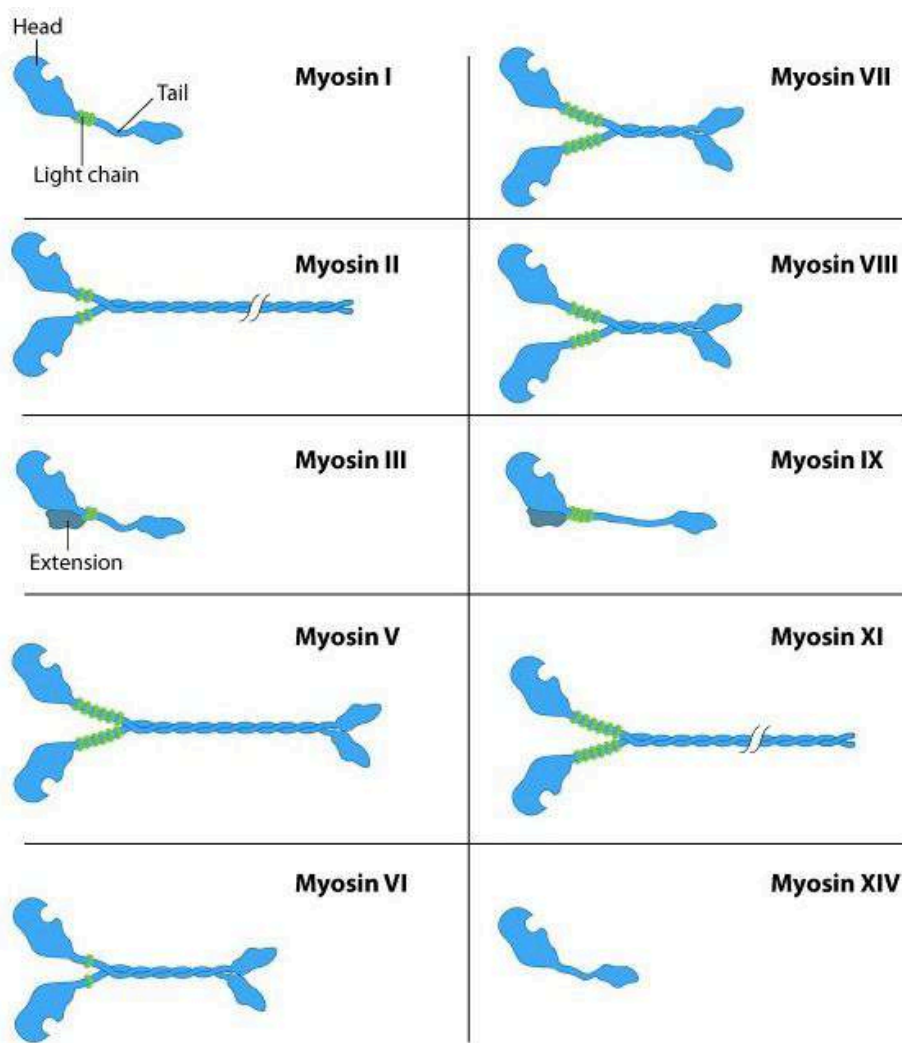 Head
Myosin I
Tail
Light chain
Myosin VII
Myosin II
Myosin VIII
Myosin III
Extension
Myosin IX
Myosin V
Myosin XI
Myosin VI
Myosin XIV